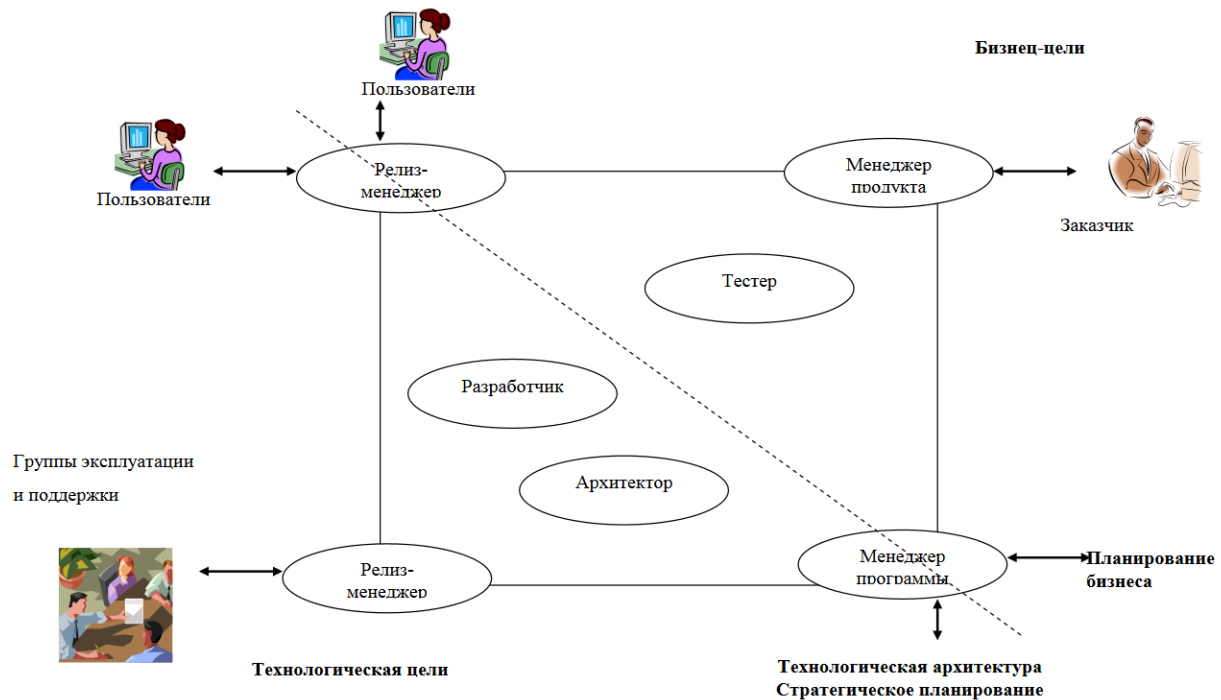 Бизнец-цели
Пользователи
Пользователи
Релиз-
менеджер
Менеджер
продукта
Заказчик
Тестер
Разработчик
Группы эксплуатации
и поддержки
Архитектор
Релиз-
менеджер
Менеджер
программы
Планирование
бизнеса
Технологическая цели
Технологическая архитектура
Стратегическое планирование